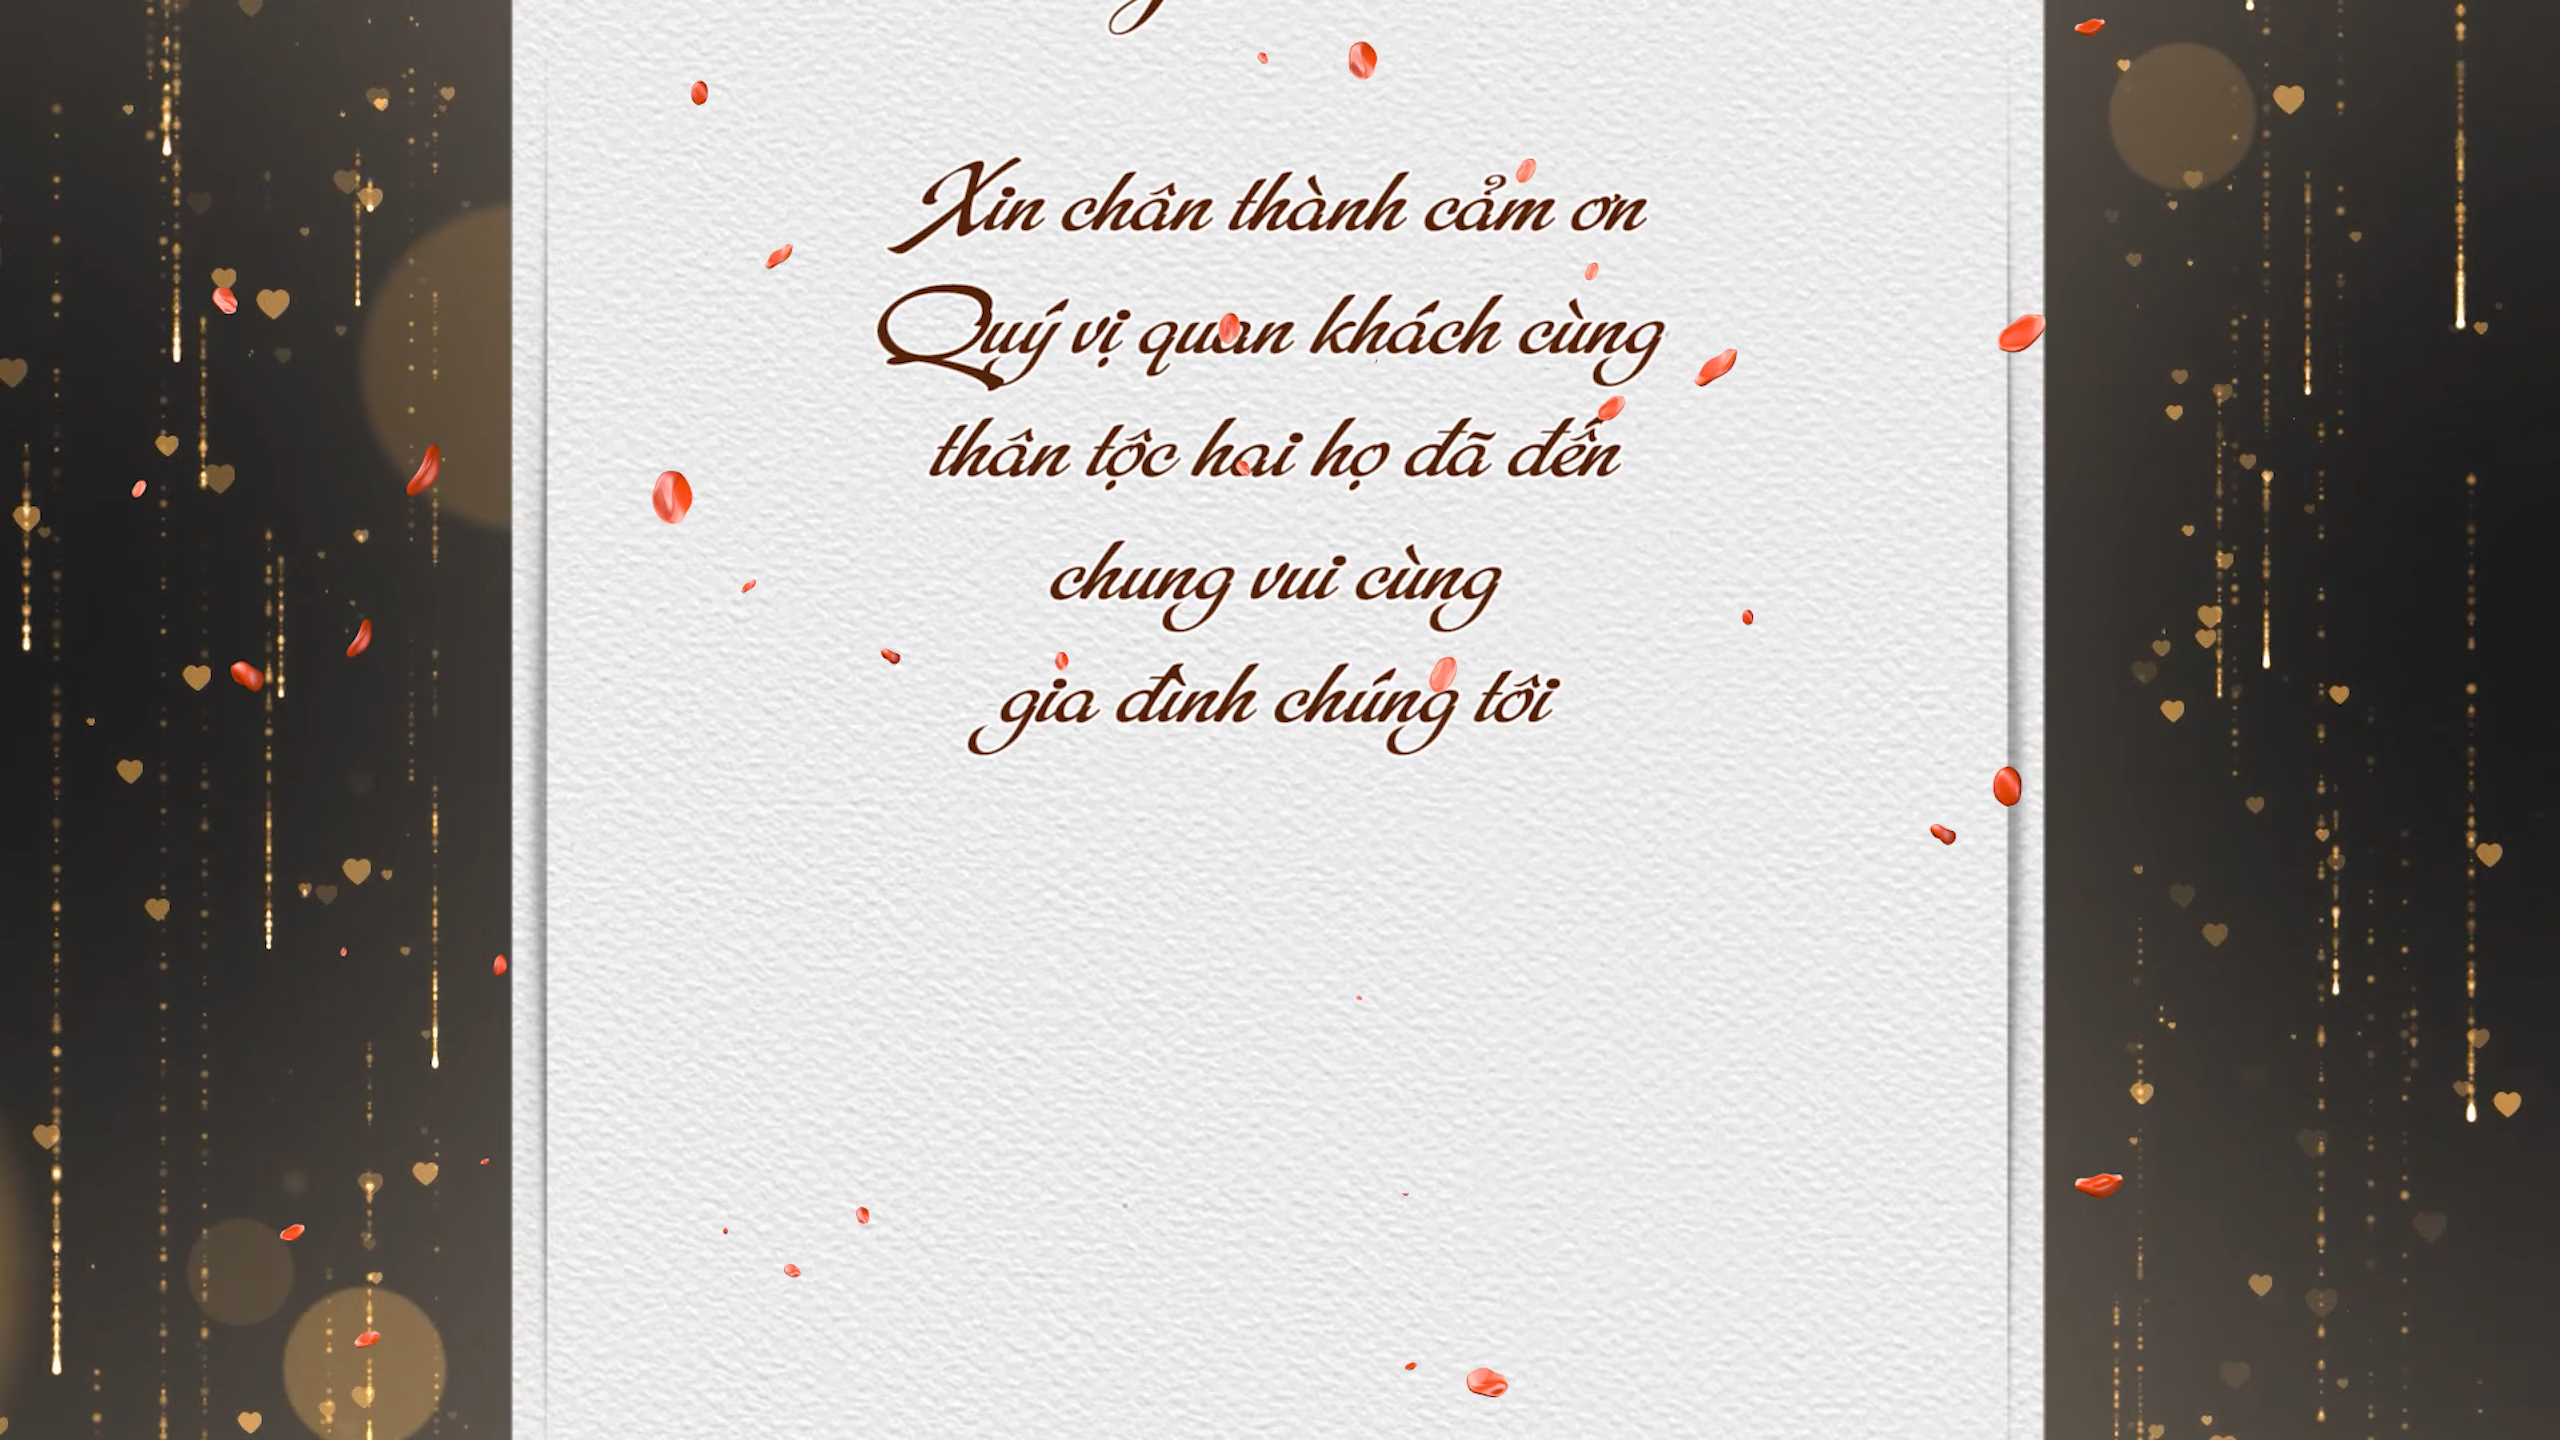 Xin chân thành cảm ơn
Quý vị quan khách cùng
thân tộc hai họ đã đến
chung vui cùng
gia đình chúng tôi